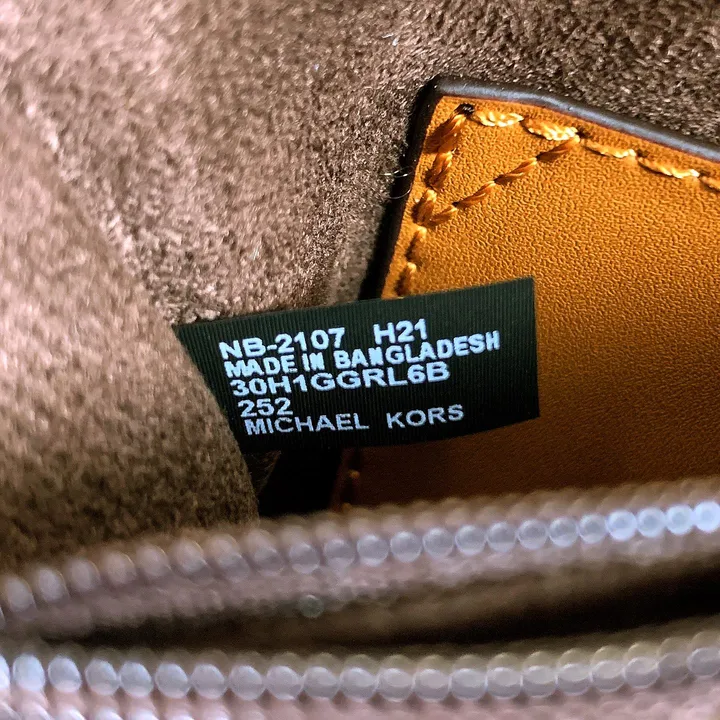 NB-2107 H21
MADE IN BANGLADESH
30H1GGRL6B
252
MICHAEL KORS